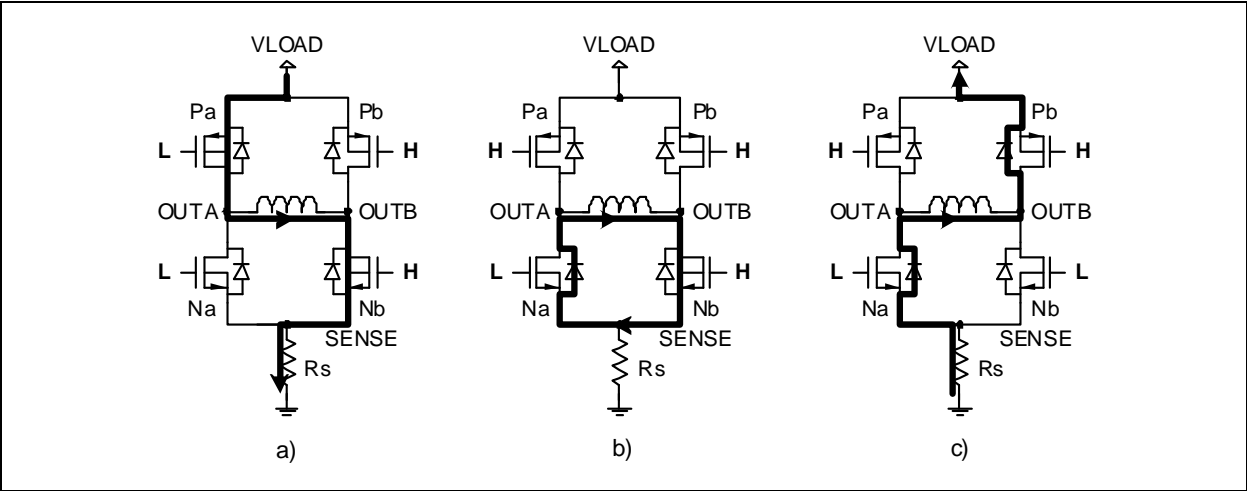 VLOAD VLOAD VLOAD
Pa Pb Pa Pb Pa Pb
L H H H H H
OUTA OUTB OUTA OUTB OUTA OUTB
L H L H L L
Na Nb Na Nb Na Nb
SENSE SENSE SENSE
Rs Rs Rs
a) b) c)